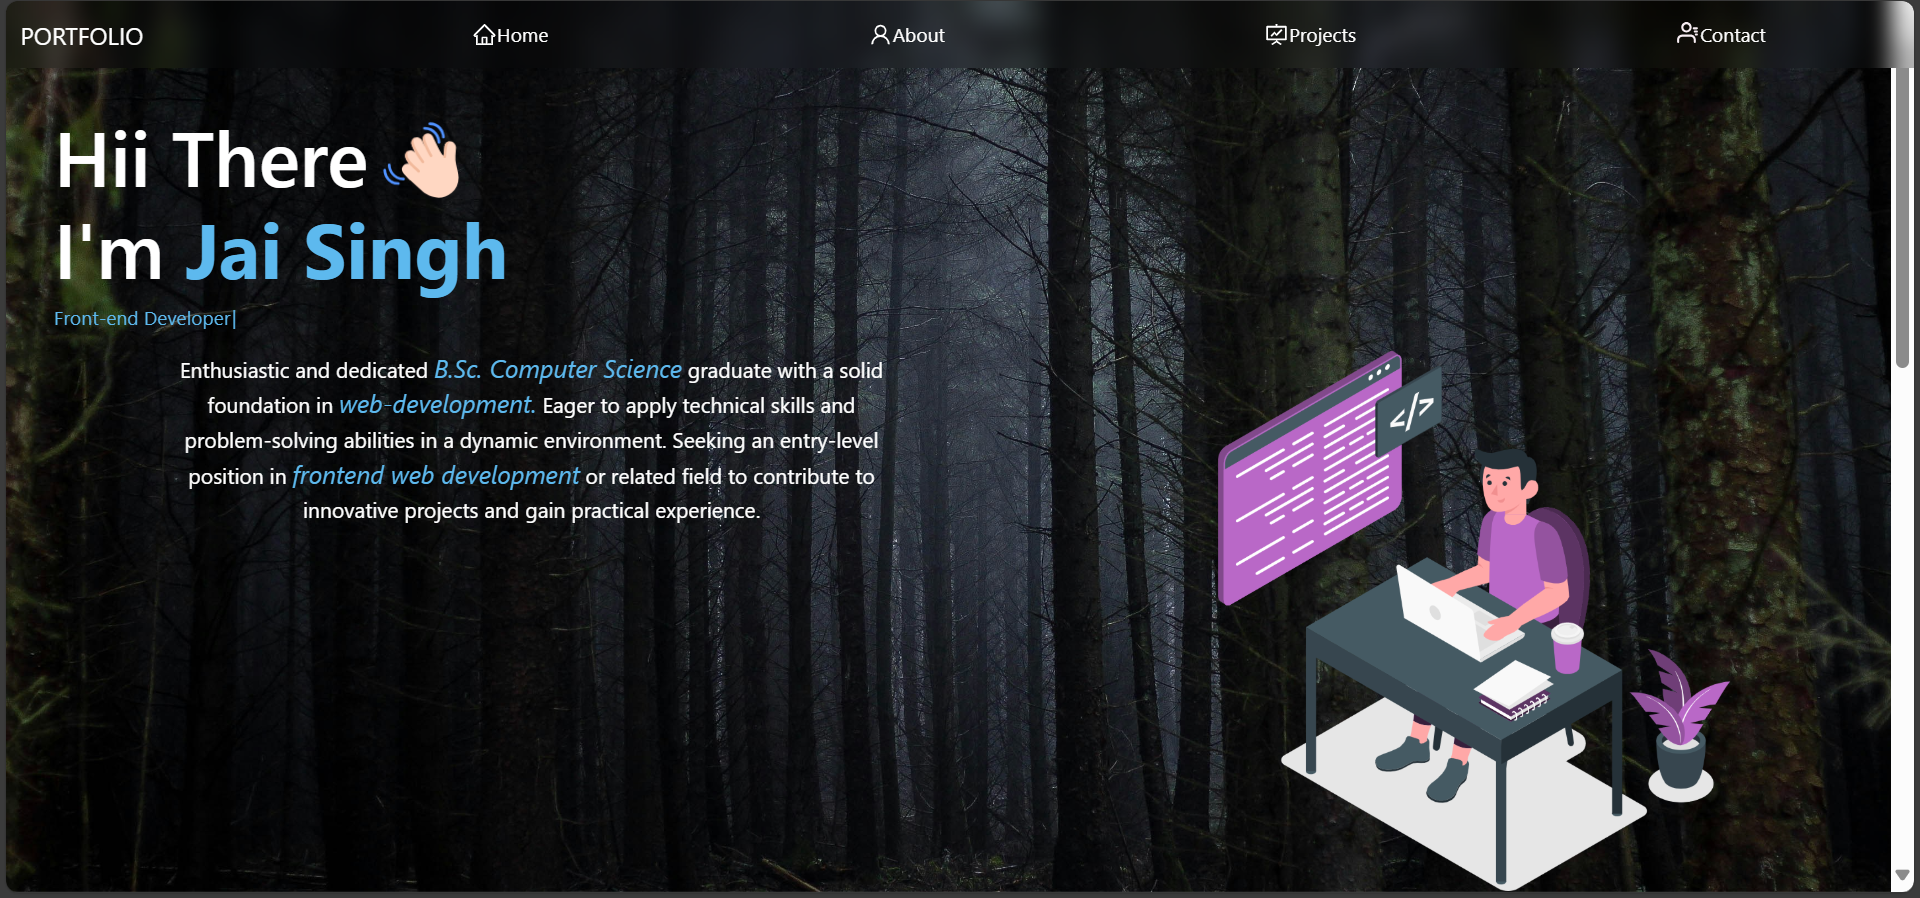 PORTFOLIO
Home
About
Projects
Contact
Hii There
I'm Jai Singh
Front-end Developer|
Enthusiastic and dedicated B.Sc. Computer Science graduate with a solid
foundation in web-development. Eager to apply technical skills and
problem-solving abilities in a dynamic environment. Seeking an entry-level
position in frontend web development or related field to contribute to
innovative projects and gain practical experience.
</>